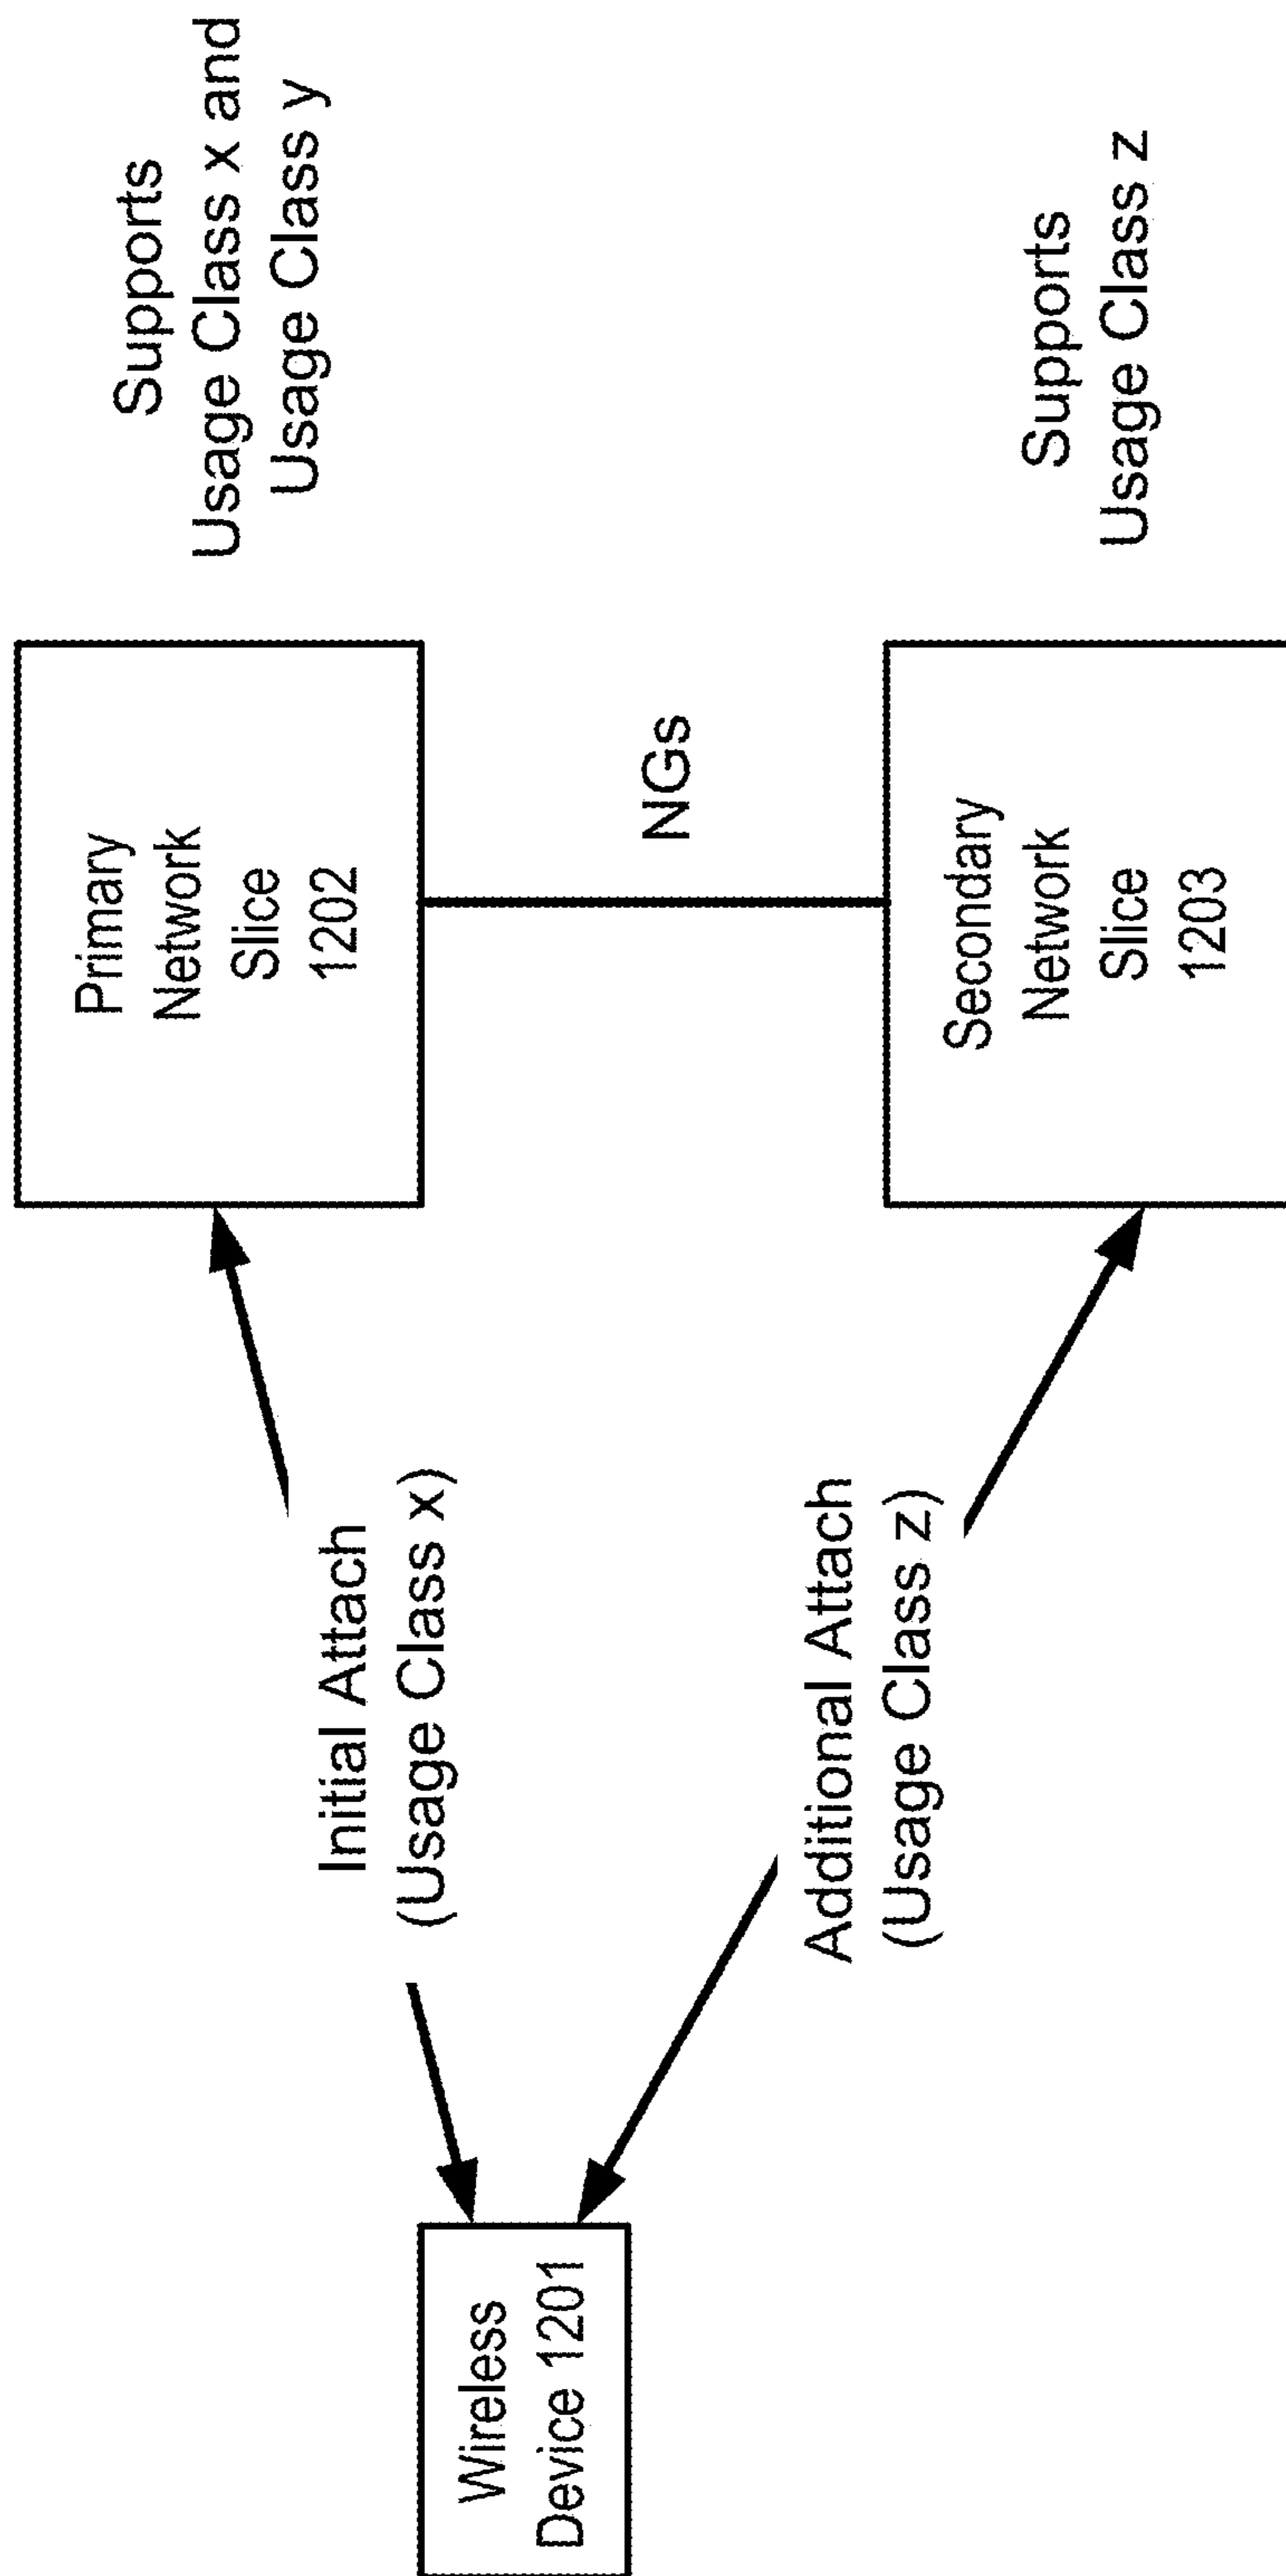 Wireless
Device 1201
Initial Attach
(Usage Class x)
Additional Attach
(Usage Class z)
Primary
Network
Slice
1202
NGs
Secondary
Network
Slice
1203
Supports
Usage Class x and
Usage Class y
Supports
Usage Class z